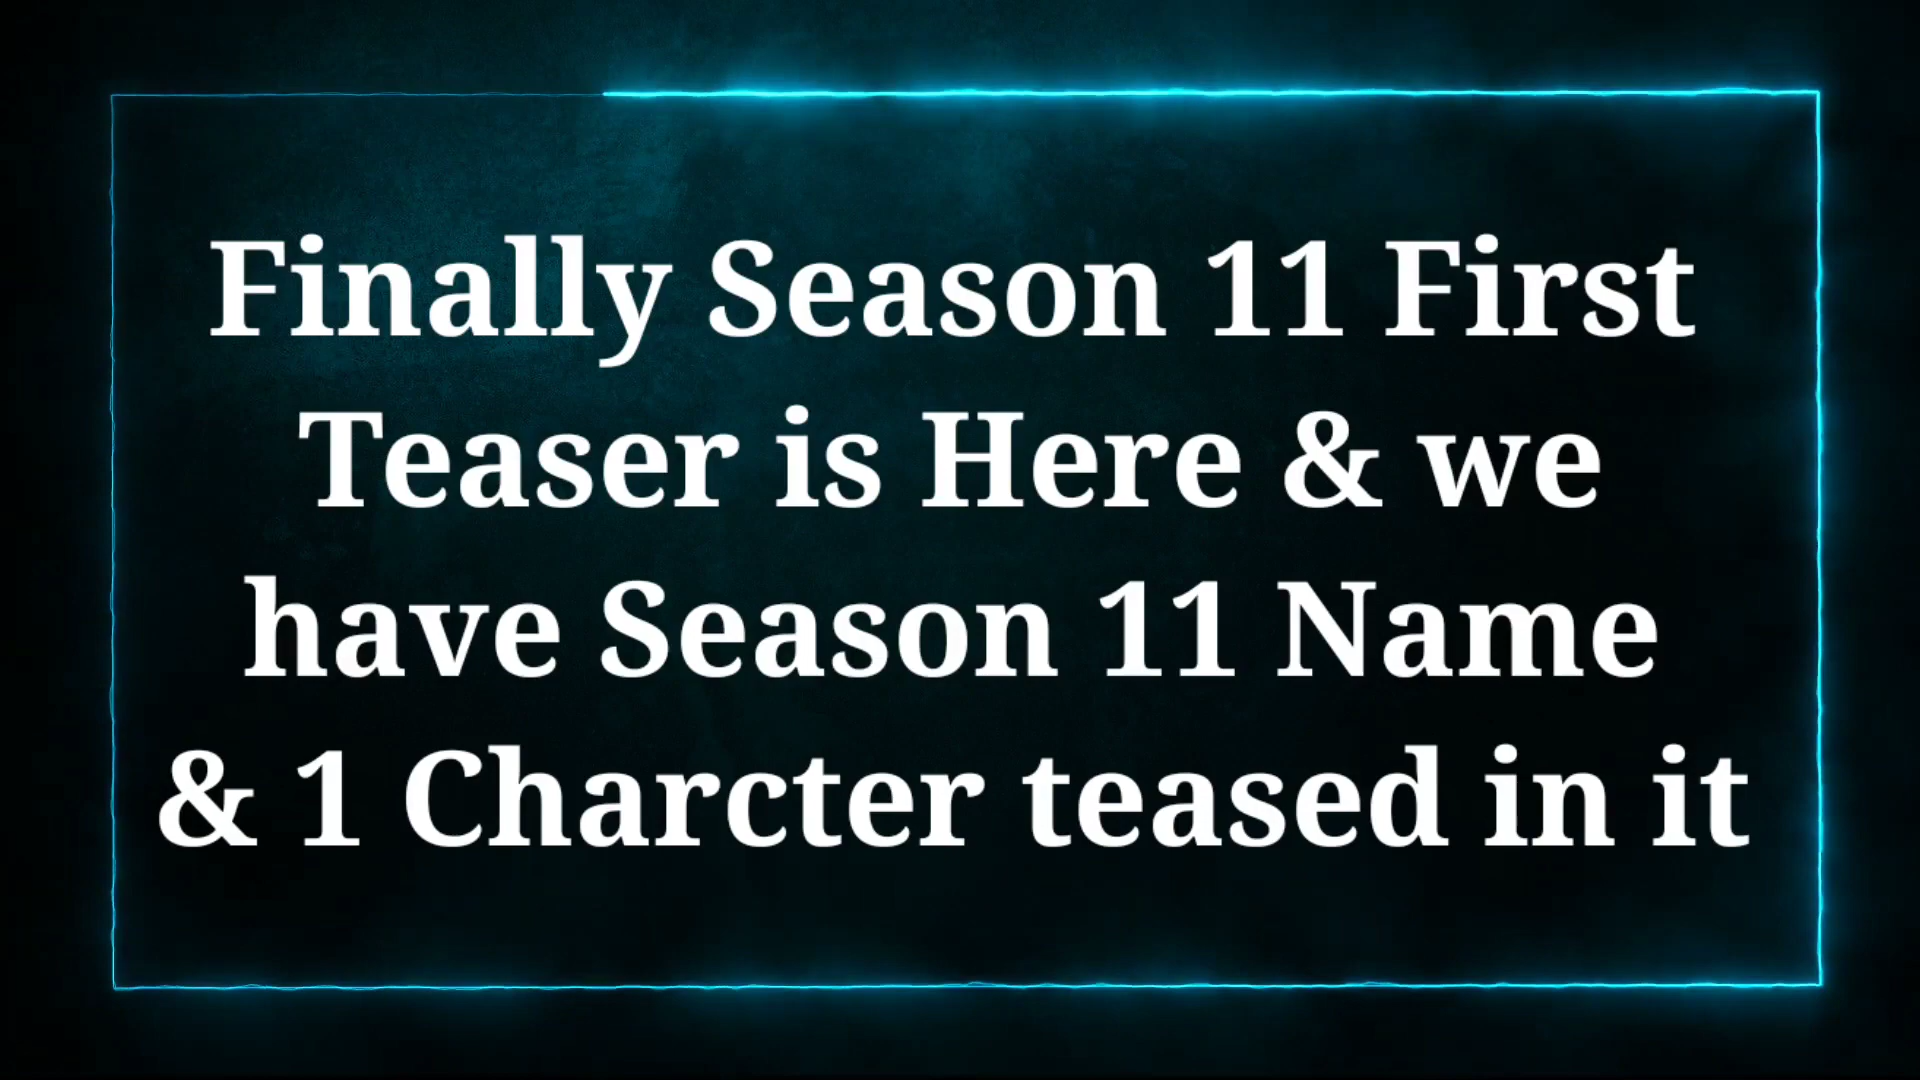 Finally Season 11 First
Teaser is Here & we
have Season 11 Name
& 1 Charcter teased in it